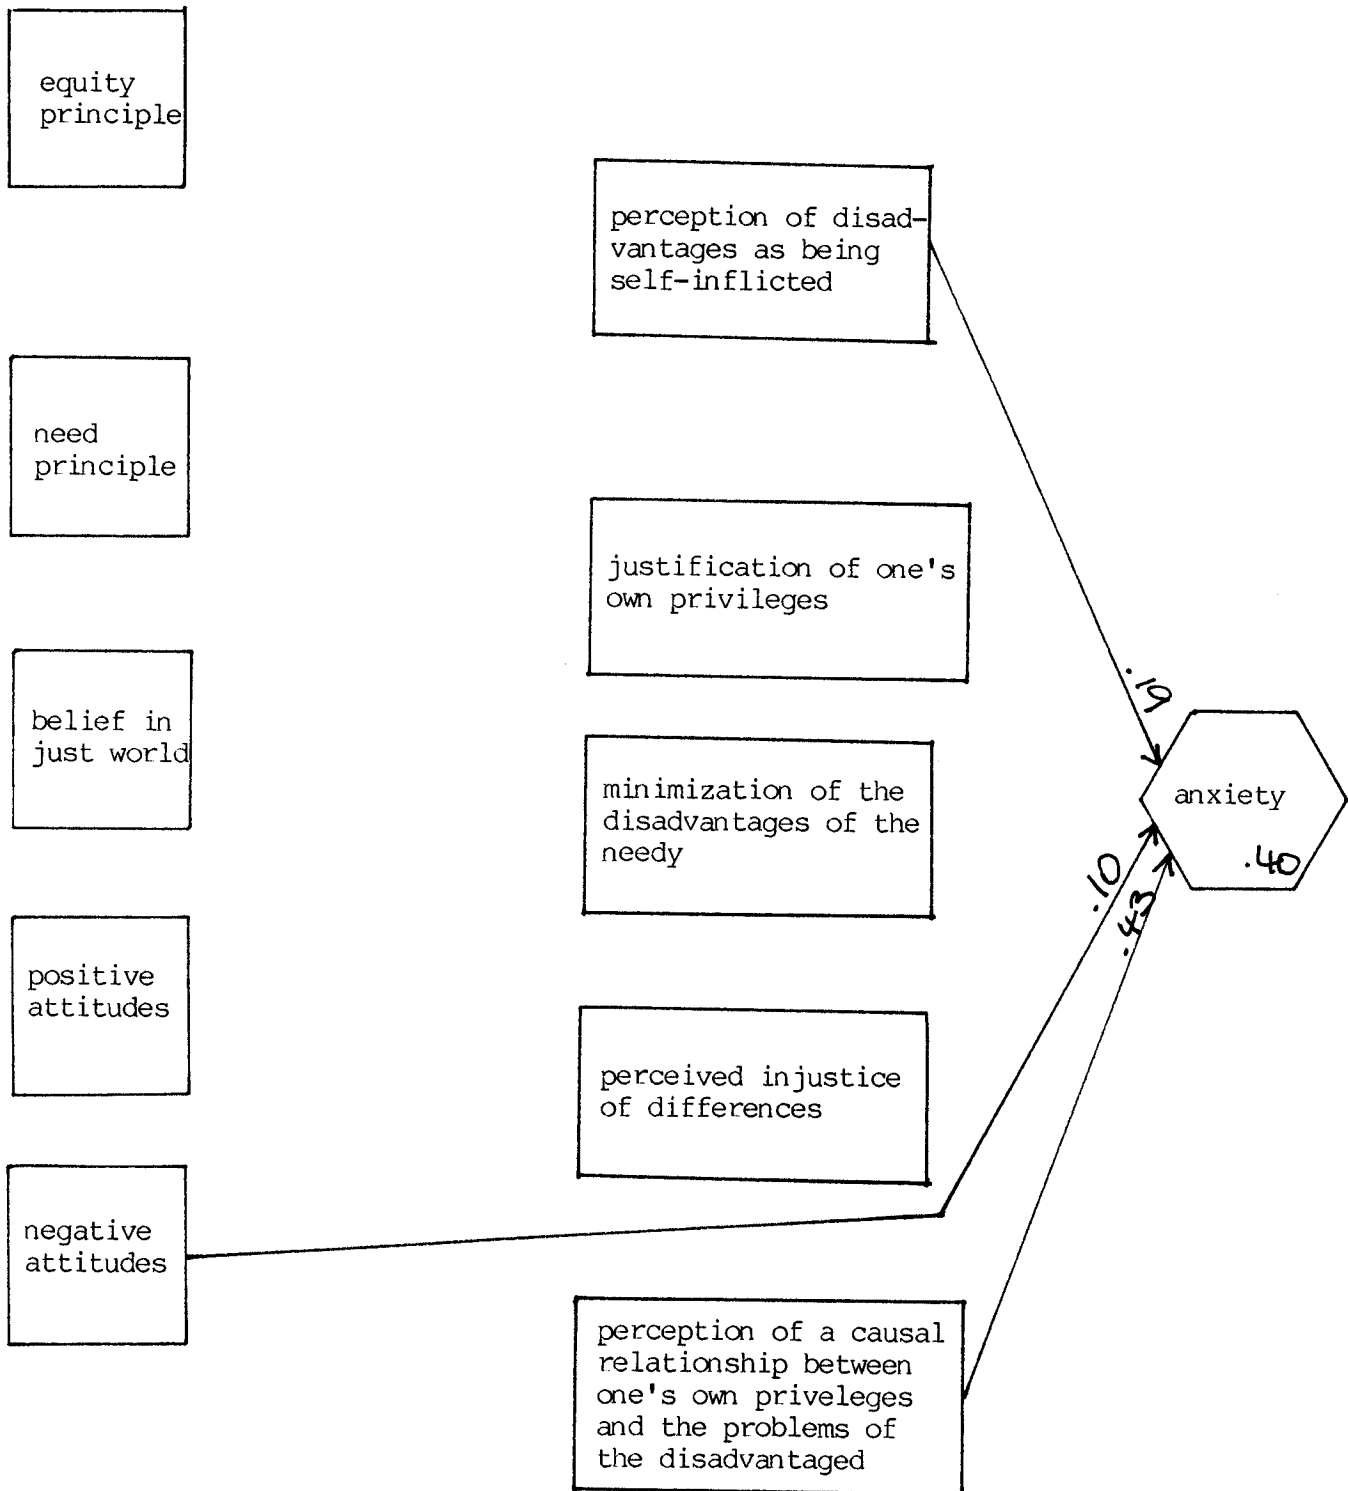 equity
principle
perception of disad-
vantages as being
self-inflicted
need
principle
justification of one's
own privileges
.19
belief in
just world
minimization of the
disadvantages of the
needy
anxiety
.40
.10
.43
positive
attitudes
perceived injustice
of differences
negative
attitudes
perception of a causal
relationship between
one's own priveleges
and the problems of
the disadvantaged